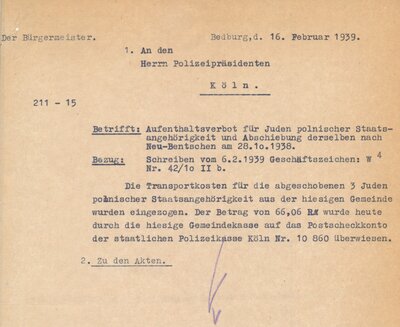 Der Bürgermeister.
Bedburg,d. 16. Februar 1939.
1. An den
Herrn Polizeipräsidenten
Köln.
211 - 15
Betrifft: Aufenthaltsverbot für Juden polnischer Staats-
angehörigkeit und Abschiebung derselben nach
Neu-Bentschen am 28.1o.1938.
Bezug: Schreiben vom 6.2.1939 Geschäftszeichen: W 4
Nr. 42/1o II b.
Die Transportkosten für die abgeschobenen 3 Juden
polnischer Staatsangehörigkeit aus der hiesigen Gemeinde
wurden eingezogen. Der Betrag von 66,06 RM wurde heute
durch die hiesige Gemeindekasse auf das Postscheckkonto
der staatlichen Polizeikasse Köln Nr. 10 860 überwiesen.
2. Zu den Akten.